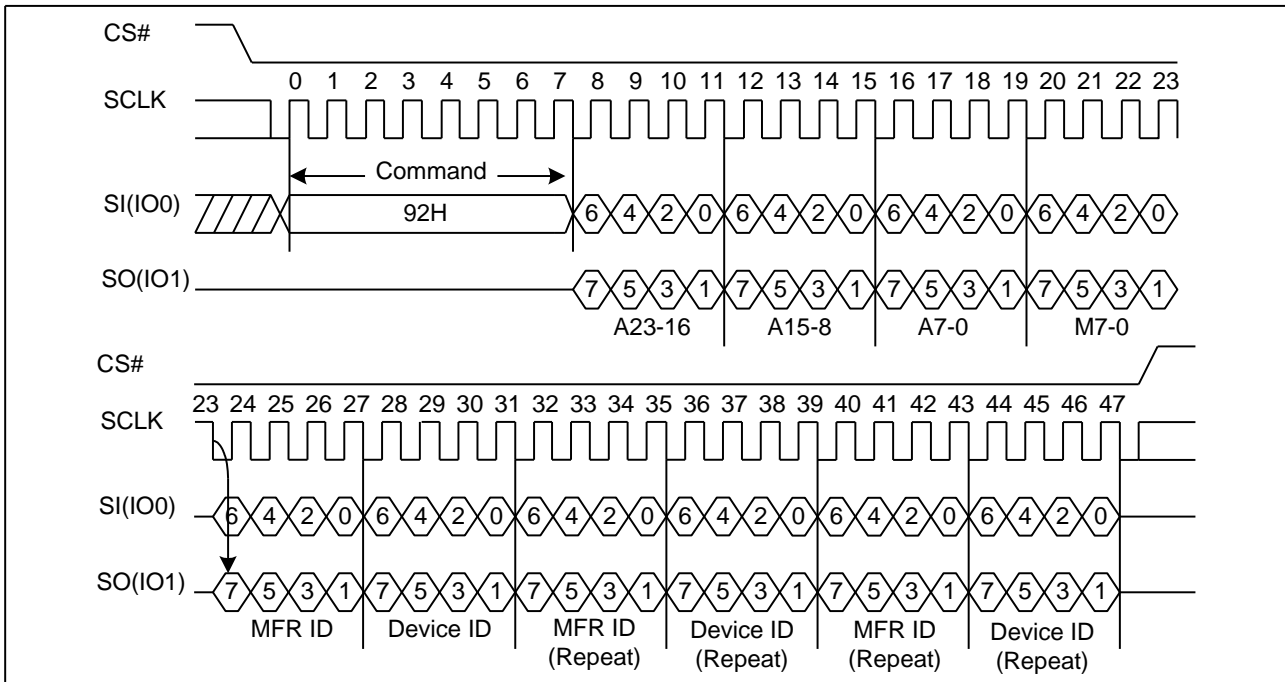 CS#
0 1 2 3 4 5 6 7 8 9 10 11 12 13 14 15 16 17 18 19 20 21 22 23
SCLK
Command
SI(IO0)
92H
6 4 2 0 6 4 2 0 6 4 2 0 6 4 2 0
SO(IO1)
7 5 3 1 7 5 3 1 7 5 3 1 7 5 3 1
A23-16 A15-8 A7-0 M7-0
CS#
23 24 25 26 27 28 29 30 31 32 33 34 35 36 37 38 39 40 41 42 43 44 45 46 47
SCLK
SI(IO0)
6 4 2 0 6 4 2 0 6 4 2 0 6 4 2 0 6 4 2 0 6 4 2 0
SO(IO1)
7 5 3 1 7 5 3 1 7 5 3 1 7 5 3 1 7 5 3 1 7 5 3 1
MFR ID Device ID MFR ID Device ID MFR ID Device ID
(Repeat) (Repeat) (Repeat) (Repeat)